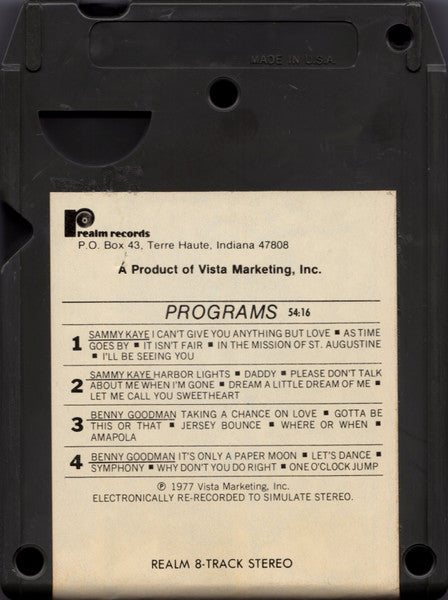 MADE IN U.S.A.
realm records
P.O. Box 43, Terre Haute, Indiana 47808
A Product of Vista Marketing, Inc.
PROGRAMS 54:16
1 SAMMY KAYE I CAN'T GIVE YOU ANYTHING BUT LOVE ■ AS TIME
GOES BY ■ IT ISN'T FAIR ■ IN THE MISSION OF ST. AUGUSTINE
■ I'LL BE SEEING YOU
2 SAMMY KAYE HARBOR LIGHTS ■ DADDY ■ PLEASE DON'T TALK
ABOUT ME WHEN I'M GONE ■ DREAM A LITTLE DREAM OF ME ■
LET ME CALL YOU SWEETHEART
3 BENNY GOODMAN TAKING A CHANCE ON LOVE ■ GOTTA BE
THIS OR THAT ■ JERSEY BOUNCE ■ WHERE OR WHEN ■
AMAPOLA
4 BENNY GOODMAN IT'S ONLY A PAPER MOON ■ LET'S DANCE ■
SYMPHONY ■ WHY DON'T YOU DO RIGHT ■ ONE O'CLOCK JUMP
℗ 1977 Vista Marketing, Inc.
ELECTRONICALLY RE-RECORDED TO SIMULATE STEREO.
REALM 8-TRACK STEREO